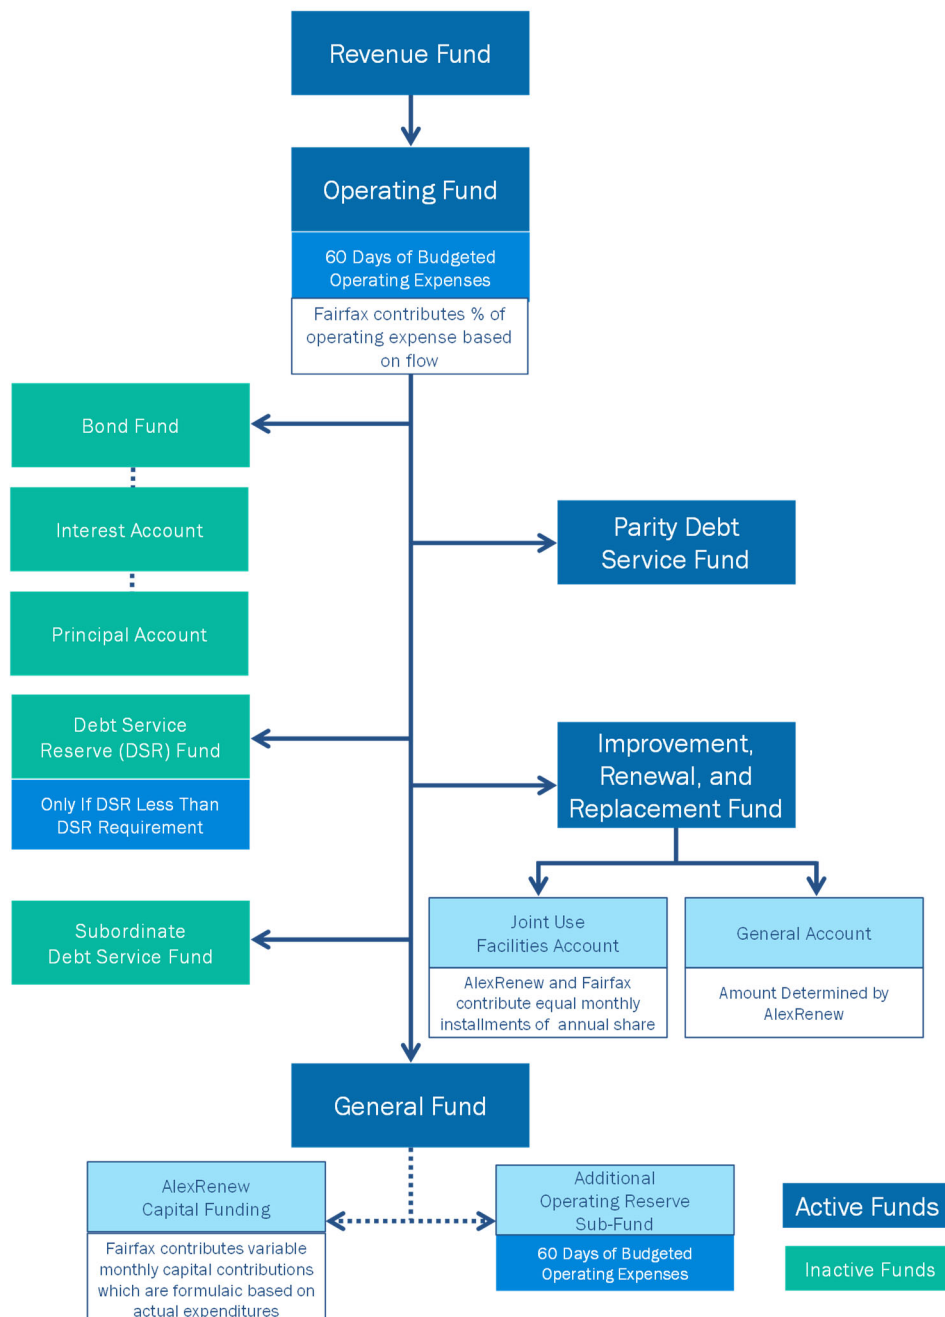 Revenue Fund
Operating Fund
60 Days of Budgeted
Operating Expenses
Fairfax contributes % of
operating expense based
on flow
Bond Fund
Interest Account
Principal Account
Parity Debt
Service Fund
Debt Service
Reserve (DSR) Fund
Only If DSR Less Than
DSR Requirement
Improvement,
Renewal, and
Replacement Fund
Subordinate
Debt Service Fund
Joint Use
Facilities Account
AlexRenew and Fairfax
contribute equal monthly
installments of annual share
General Account
Amount Determined by
AlexRenew
General Fund
AlexRenew
Capital Funding
Fairfax contributes variable
monthly capital contributions
which are formulaic based on
actual expenditures
Additional
Operating Reserve
Sub-Fund
60 Days of Budgeted
Operating Expenses
Active Funds
Inactive Funds